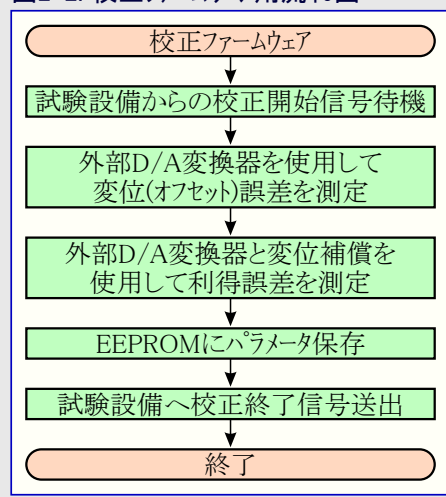 校正ファームウェア
試験設備からの校正開始信号待機
外部D/A変換器を使用して
変位(オフセット)誤差を測定
外部D/A変換器と変位補償を
使用して利得誤差を測定
EEPROMにパラメータ保存
試験設備へ校正終了信号送出
終了